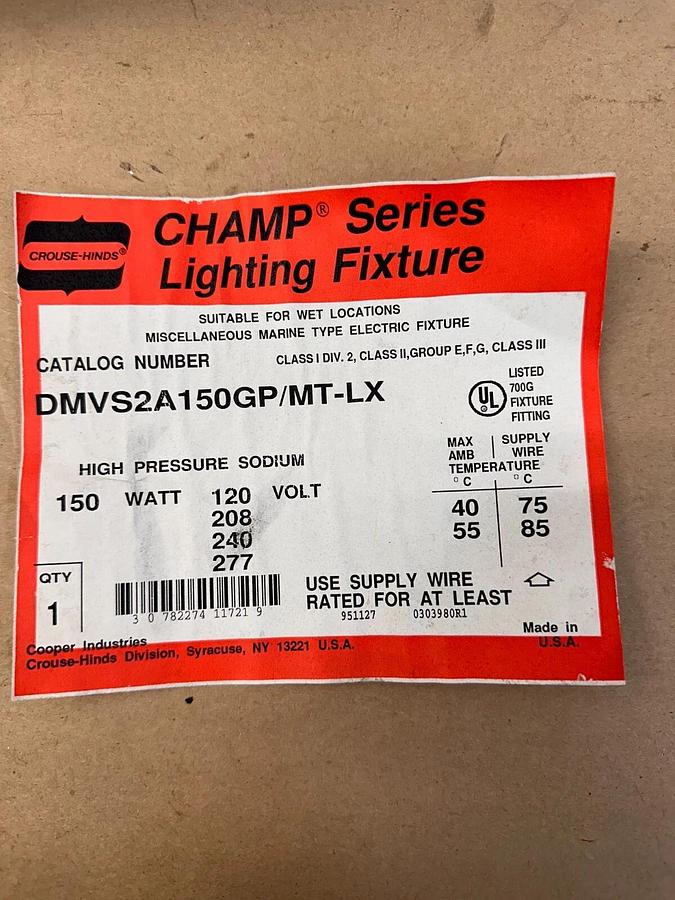 CROUSE-HINDS®
CHAMP® Series
Lighting Fixture
SUITABLE FOR WET LOCATIONS
MISCELLANEOUS MARINE TYPE ELECTRIC FIXTURE
CATALOG NUMBER
CLASS I DIV. 2, CLASS II,GROUP E,F,G, CLASS III
DMVS2A150GP/MT-LX
UL
LISTED
700G
FIXTURE
FITTING
HIGH PRESSURE SODIUM
150 WATT 120 VOLT
208
240
277
MAX AMB | SUPPLY WIRE
TEMPERATURE
°C °C
40 75
55 85
QTY
1
3 0 782274 11721 9
USE SUPPLY WIRE
RATED FOR AT LEAST
951127 0303980R1
Made in
U.S.A.
Cooper Industries
Crouse-Hinds Division, Syracuse, NY 13221 U.S.A.